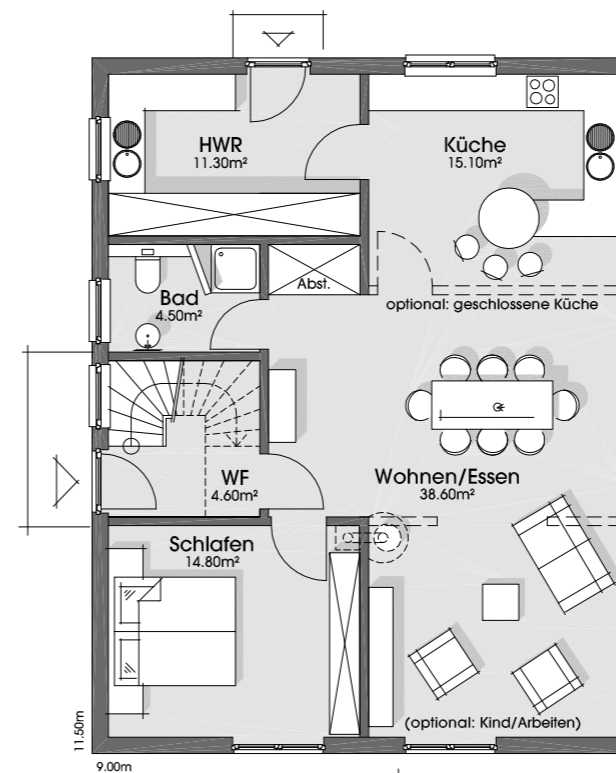 HWR
11.30m²
Küche
15.10m²
Abst.
Bad
4.50m²
optional: geschlossene Küche
WF
4.60m²
Wohnen/Essen
38.60m²
Schlafen
14.80m²
(optional: Kind/Arbeiten)
11.50m
9.00m